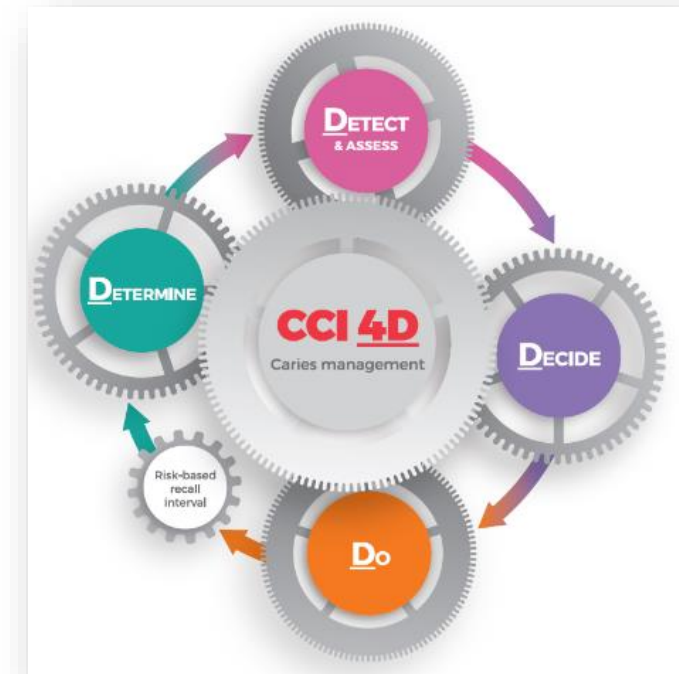 DETECT
& ASSESS
DETERMINE
CCI 4D
Caries management
DECIDE
Risk-based
recall
interval
DO